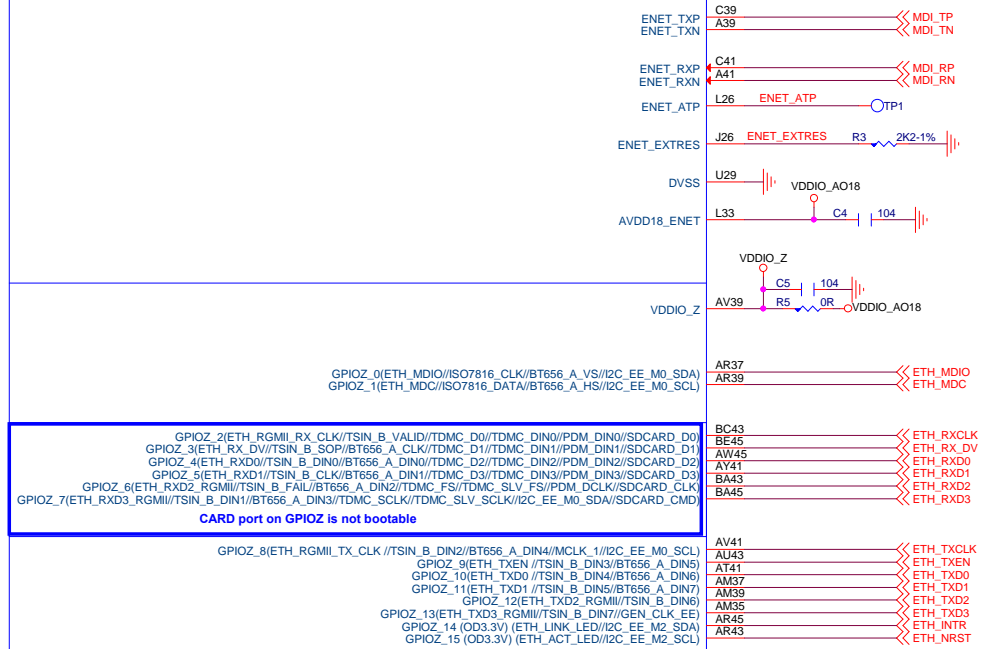 ENET_TXP C39 MDI_TP
ENET_TXN A39 MDI_TN
ENET_RXP C41 MDI_RP
ENET_RXN A41 MDI_RN
ENET_ATP L26 ENET_ATP TP1
ENET_EXTRES J26 ENET_EXTRES R3 2K2-1%
DVSS U29
VDDIO_AO18
AVDD18_ENET L33 C4 104
VDDIO_Z
C5 104
VDDIO_Z AV39 R5 0R VDDIO_AO18
GPIOZ_0(ETH_MDIO//ISO7816_CLK//BT656_A_VS//I2C_EE_M0_SDA) AR37 ETH_MDIO
GPIOZ_1(ETH_MDC//ISO7816_DATA//BT656_A_HS//I2C_EE_M0_SCL) AR39 ETH_MDC
GPIOZ_2(ETH_RGMII_RX_CLK//TSIN_B_VALID//TDMC_D0//TDMC_DIN0//PDM_DIN0//SDCARD_D0) BC43 ETH_RXCLK
GPIOZ_3(ETH_RX_DV//TSIN_B_SOP//BT656_A_CLK//TDMC_D1//TDMC_DIN1//PDM_DIN1//SDCARD_D1) BE45 ETH_RX_DV
GPIOZ_4(ETH_RXD0//TSIN_B_DIN0//BT656_A_DIN0//TDMC_D2//TDMC_DIN2//PDM_DIN2//SDCARD_D2) AW45 ETH_RXD0
GPIOZ_5(ETH_RXD1//TSIN_B_CLK//BT656_A_DIN1//TDMC_D3//TDMC_DIN3//PDM_DIN3//SDCARD_D3) AY41 ETH_RXD1
GPIOZ_6(ETH_RXD2_RGMII//TSIN_B_FAIL//BT656_A_DIN2//TDMC_FS//TDMC_SLV_FS//PDM_DCLK//SDCARD_CLK) BA43 ETH_RXD2
GPIOZ_7(ETH_RXD3_RGMII//TSIN_B_DIN1//BT656_A_DIN3//TDMC_SCLK//TDMC_SLV_SCLK//I2C_EE_M0_SDA//SDCARD_CMD) BA45 ETH_RXD3
CARD port on GPIOZ is not bootable
GPIOZ_8(ETH_RGMII_TX_CLK //TSIN_B_DIN2//BT656_A_DIN4//MCLK_1//I2C_EE_M0_SCL) AV41 ETH_TXCLK
GPIOZ_9(ETH_TXEN //TSIN_B_DIN3//BT656_A_DIN5) AU43 ETH_TXEN
GPIOZ_10(ETH_TXD0 //TSIN_B_DIN4//BT656_A_DIN6) AT41 ETH_TXD0
GPIOZ_11(ETH_TXD1 //TSIN_B_DIN5//BT656_A_DIN7) AM37 ETH_TXD1
GPIOZ_12(ETH_TXD2_RGMII//TSIN_B_DIN6) AM39 ETH_TXD2
GPIOZ_13(ETH_TXD3_RGMII//TSIN_B_DIN7//GEN_CLK_EE) AM35 ETH_TXD3
GPIOZ_14 (OD3.3V) (ETH_LINK_LED//I2C_EE_M2_SDA) AR45 ETH_INTR
GPIOZ_15 (OD3.3V) (ETH_ACT_LED//I2C_EE_M2_SCL) AR43 ETH_NRST